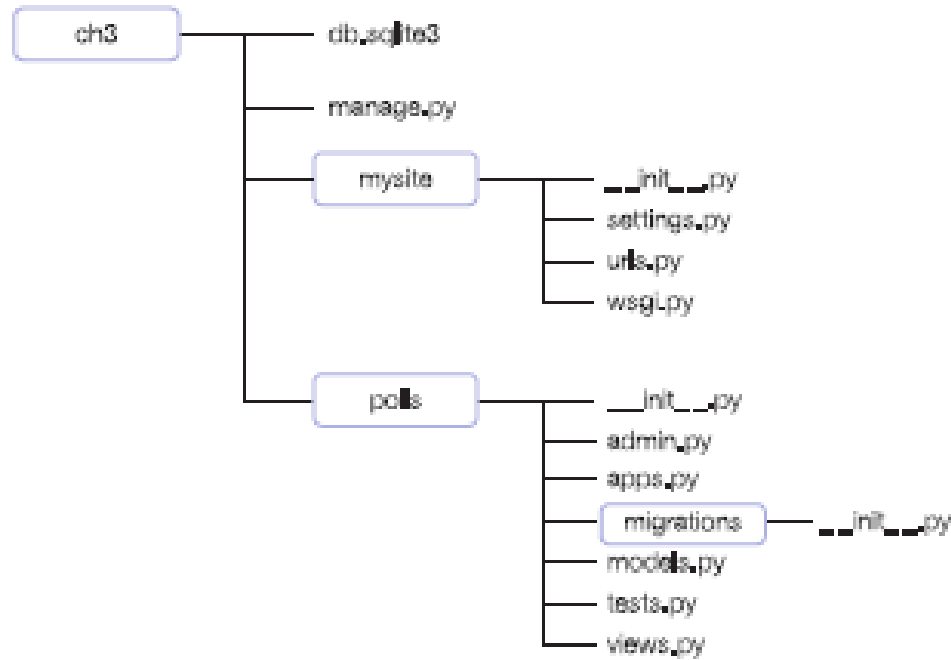 ch3
db.sqlite3
manage.py
mysite
__init__.py
settings.py
urls.py
wsgi.py
polls
__init__.py
admin.py
apps.py
migrations
__init__.py
models.py
tests.py
views.py